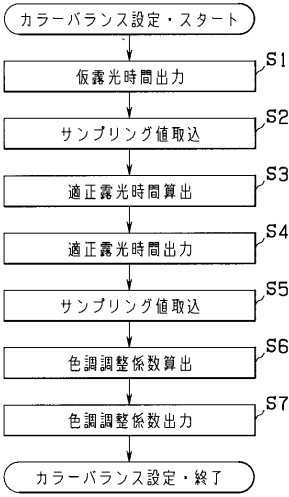 カラーバランス設定・スタート
S1
仮露光時間出力
S2
サンプリング値取込
S3
適正露光時間算出
S4
適正露光時間出力
S5
サンプリング値取込
S6
色調調整係数算出
S7
色調調整係数出力
カラーバランス設定・終了